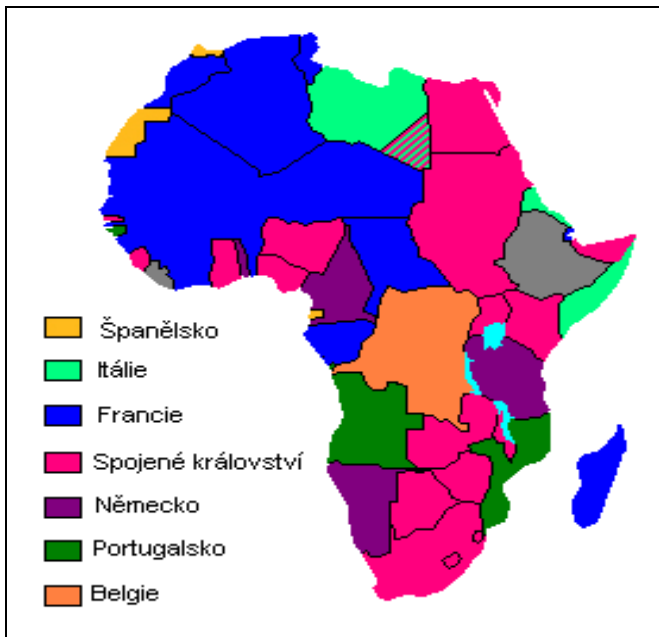 Španělsko
Itálie
Francie
Spojené království
Německo
Portugalsko
Belgie